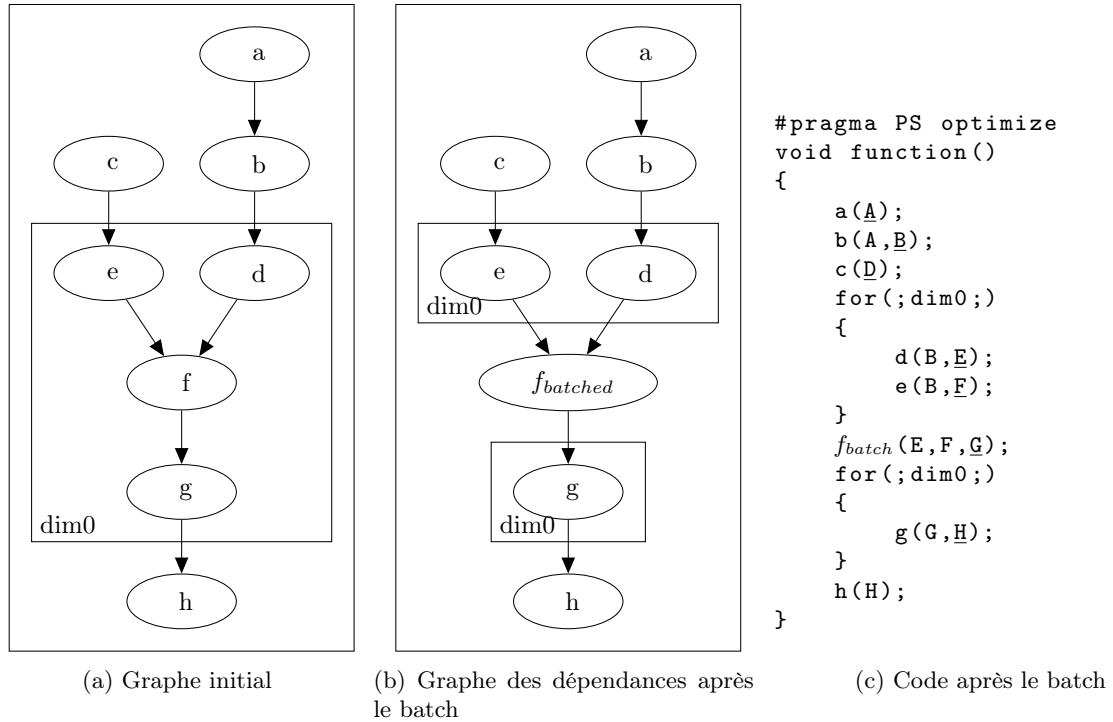 a
c
b
e
d
dim0
f
g
dim0
h
(a) Graphe initial
a
c
b
e
d
dim0
f_batched
g
dim0
h
(b) Graphe des dépendances après
le batch
#pragma PS optimize
void function()
{
a(A);
b(A,B);
c(D);
for(;dim0;)
{
d(B,E);
e(B,F);
}
f_batch(E,F,G);
for(;dim0;)
{
g(G,H);
}
h(H);
}
(c) Code après le batch